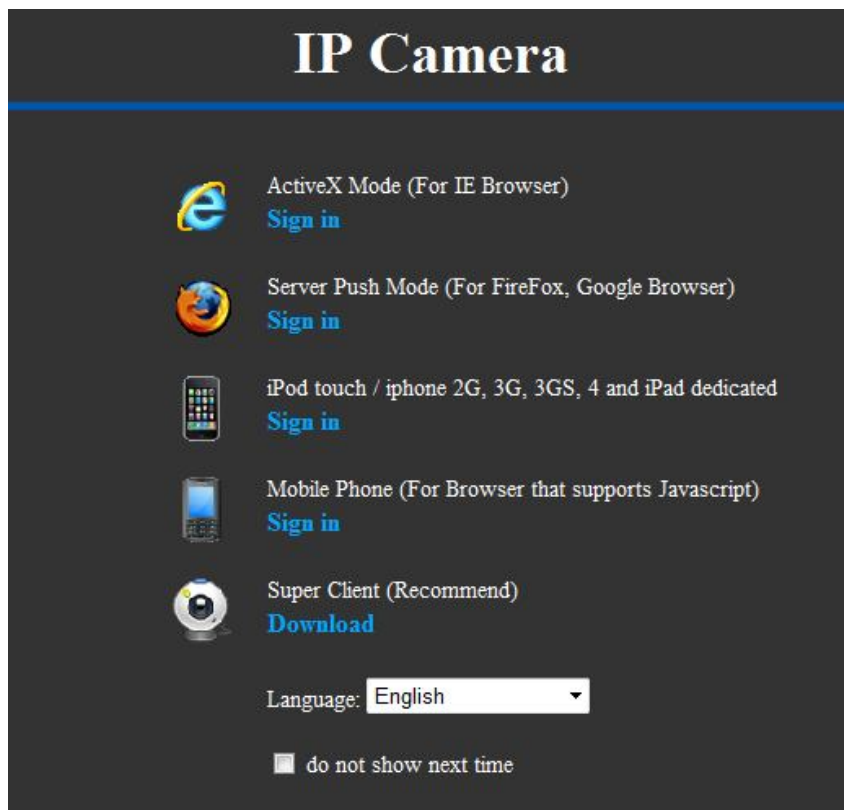 IP Camera
ActiveX Mode (For IE Browser)
Sign in
Server Push Mode (For FireFox, Google Browser)
Sign in
iPod touch / iphone 2G, 3G, 3GS, 4 and iPad dedicated
Sign in
Mobile Phone (For Browser that supports Javascript)
Sign in
Super Client (Recommend)
Download
Language: English
do not show next time